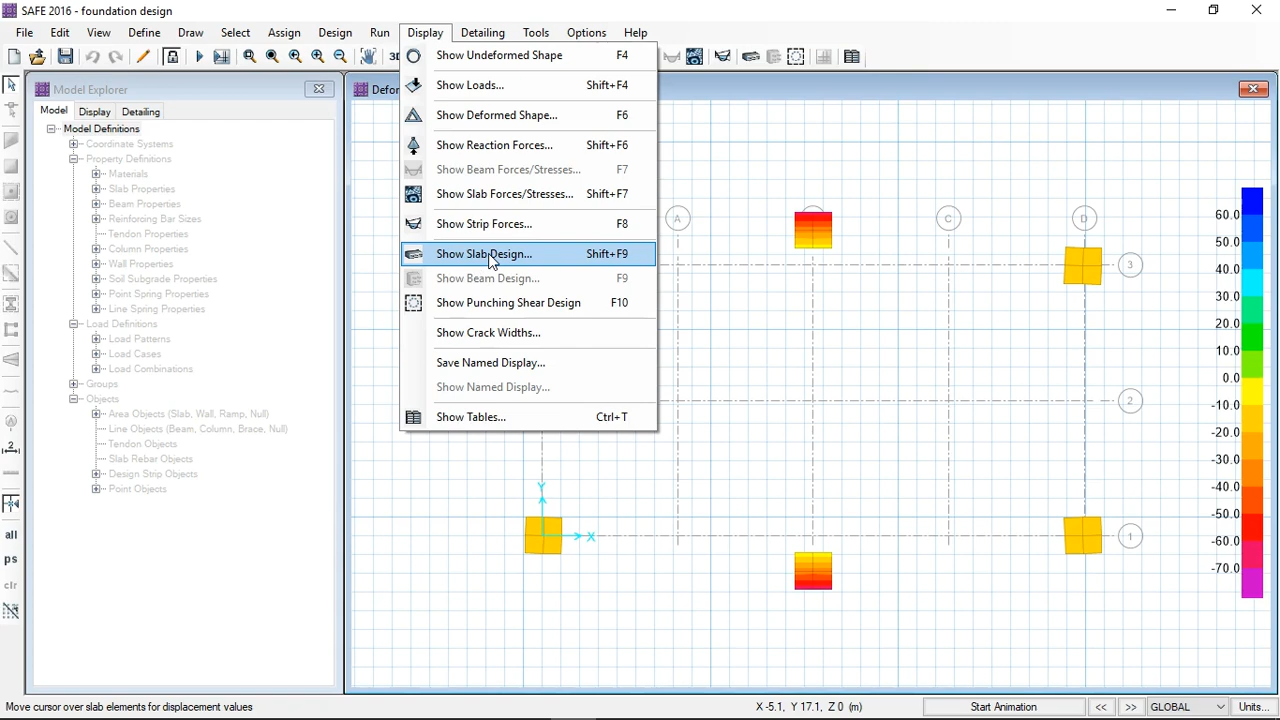 SAFE 2016 - foundation design
File Edit View Define Draw Select Assign Design Run Display Detailing Tools Options Help
3D
Model Explorer
Model Display Detailing
Model Definitions
Coordinate Systems
Property Definitions
Materials
Slab Properties
Beam Properties
Reinforcing Bar Sizes
Tendon Properties
Column Properties
Wall Properties
Soil Subgrade Properties
Point Spring Properties
Line Spring Properties
Load Definitions
Load Patterns
Load Cases
Load Combinations
Groups
Objects
Area Objects (Slab, Wall, Ramp, Null)
Line Objects (Beam, Column, Brace, Null)
Tendon Objects
Slab Rebar Objects
Design Strip Objects
Point Objects
all
ps
clr
Show Undeformed Shape F4
Show Loads... Shift+F4
Show Deformed Shape... F6
Show Reaction Forces... Shift+F6
Show Beam Forces/Stresses... F7
Show Slab Forces/Stresses... Shift+F7
Show Strip Forces... F8
Show Slab Design... Shift+F9
Show Beam Design... F9
Show Punching Shear Design F10
Show Crack Widths...
Save Named Display...
Show Named Display...
Show Tables... Ctrl+T
Defor
A C D
3
2
1
Y
X
60.0
50.0
40.0
30.0
20.0
10.0
0.0
-10.0
-20.0
-30.0
-40.0
-50.0
-60.0
-70.0
Move cursor over slab elements for displacement values
X -5.1, Y 17.1, Z 0 (m)
Start Animation << >> GLOBAL Units...